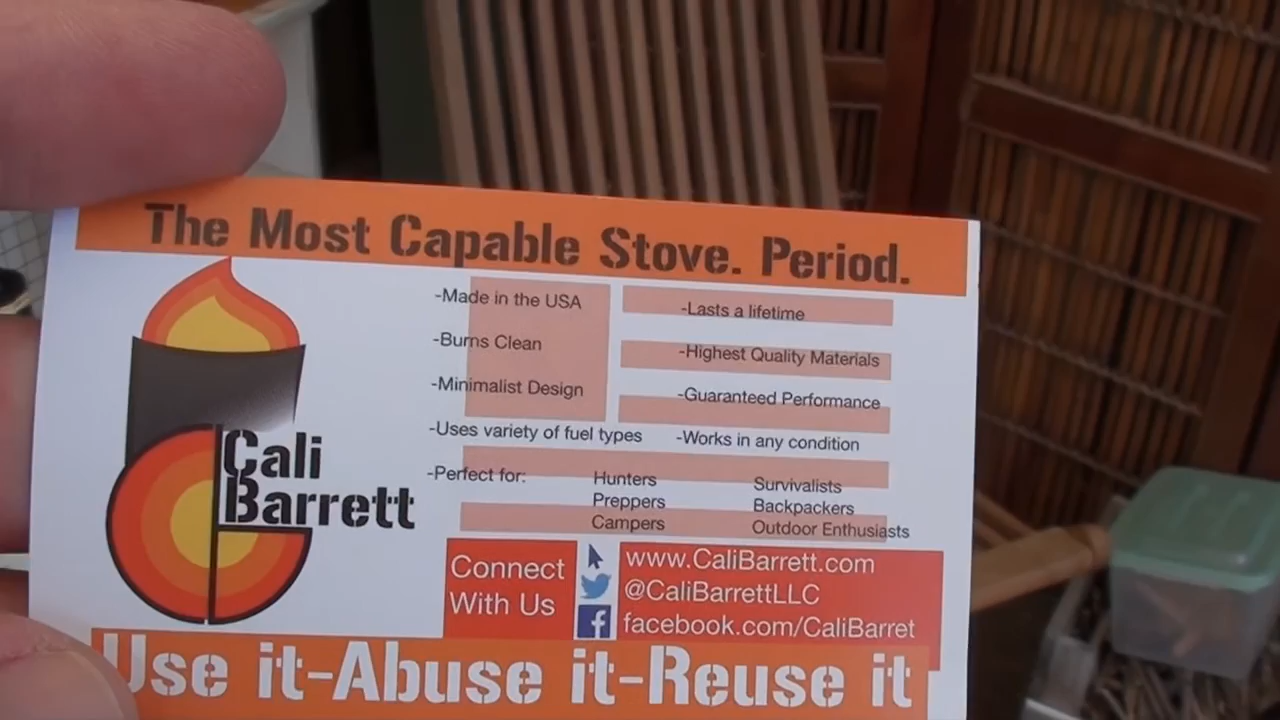 The Most Capable Stove. Period.
-Made in the USA
-Lasts a lifetime
-Burns Clean
-Highest Quality Materials
-Minimalist Design
-Guaranteed Performance
-Uses variety of fuel types
-Works in any condition
-Perfect for:
Hunters
Survivalists
Preppers
Backpackers
Campers
Outdoor Enthusiasts
Cali
Barrett
Connect
With Us
www.CaliBarrett.com
@CaliBarrettLLC
facebook.com/CaliBarret
Use it-Abuse it-Reuse it